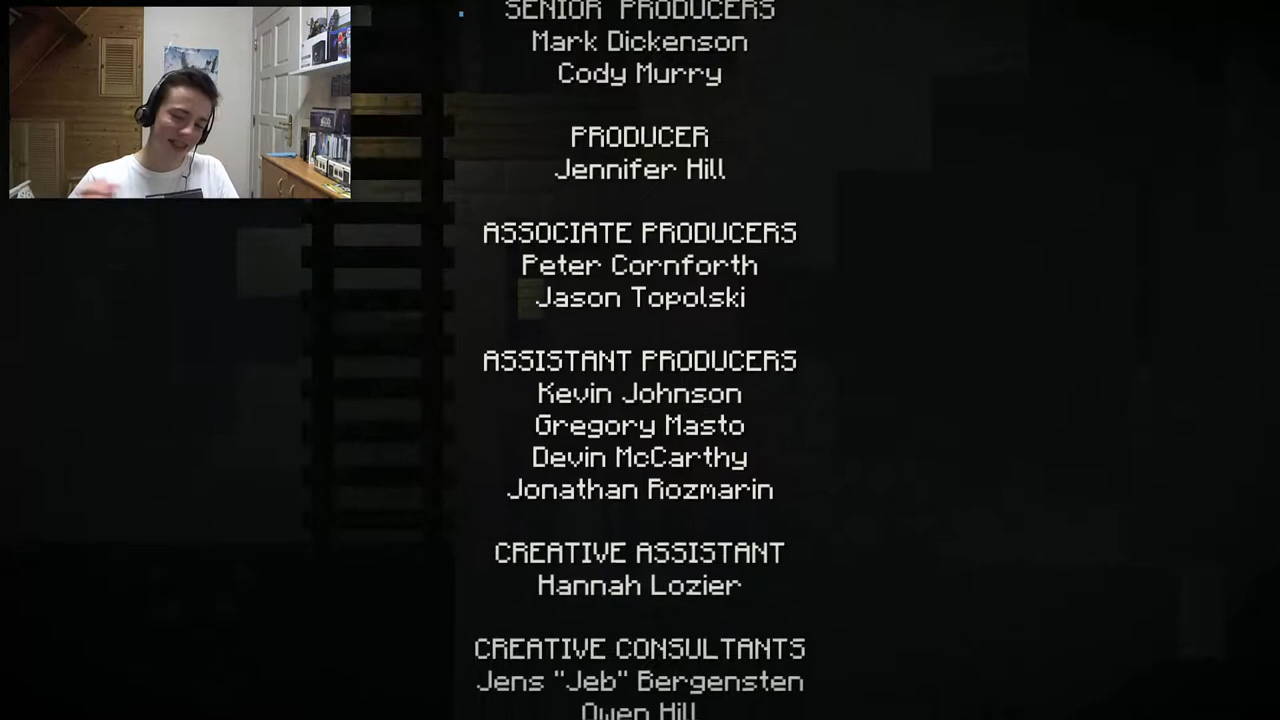 SENIOR PRODUCERS
Mark Dickenson
Cody Murry
PRODUCER
Jennifer Hill
ASSOCIATE PRODUCERS
Peter Cornforth
Jason Topolski
ASSISTANT PRODUCERS
Kevin Johnson
Gregory Masto
Devin McCarthy
Jonathan Rozmarin
CREATIVE ASSISTANT
Hannah Lozier
CREATIVE CONSULTANTS
Jens "Jeb" Bergensten
Owen Hill